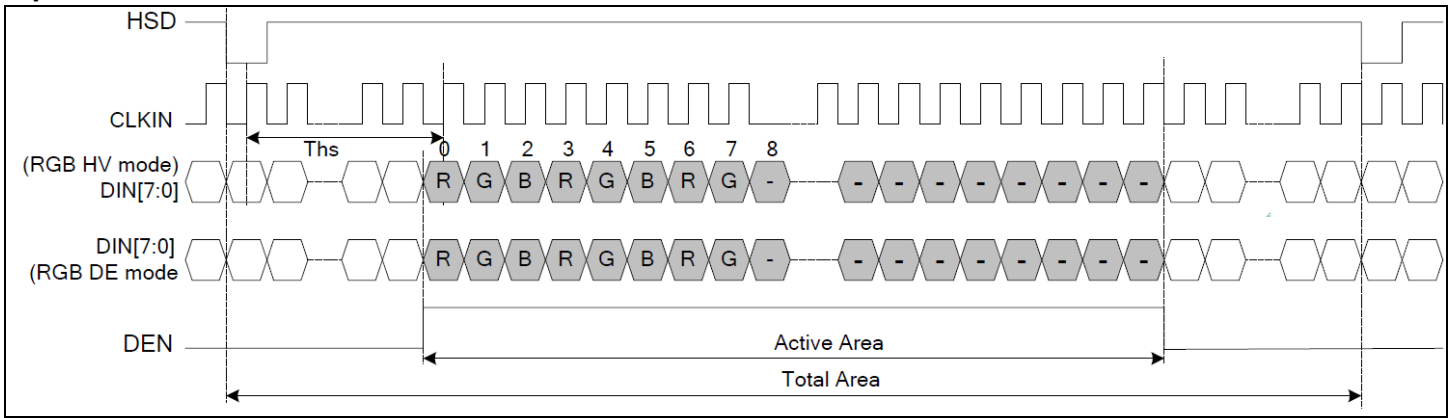 HSD
CLKIN
Ths
0 1 2 3 4 5 6 7 8
(RGB HV mode)
DIN[7:0]
R G B R G B R G - - - - - - - - -
DIN[7:0]
(RGB DE mode
R G B R G B R G - - - - - - - - -
DEN
Active Area
Total Area